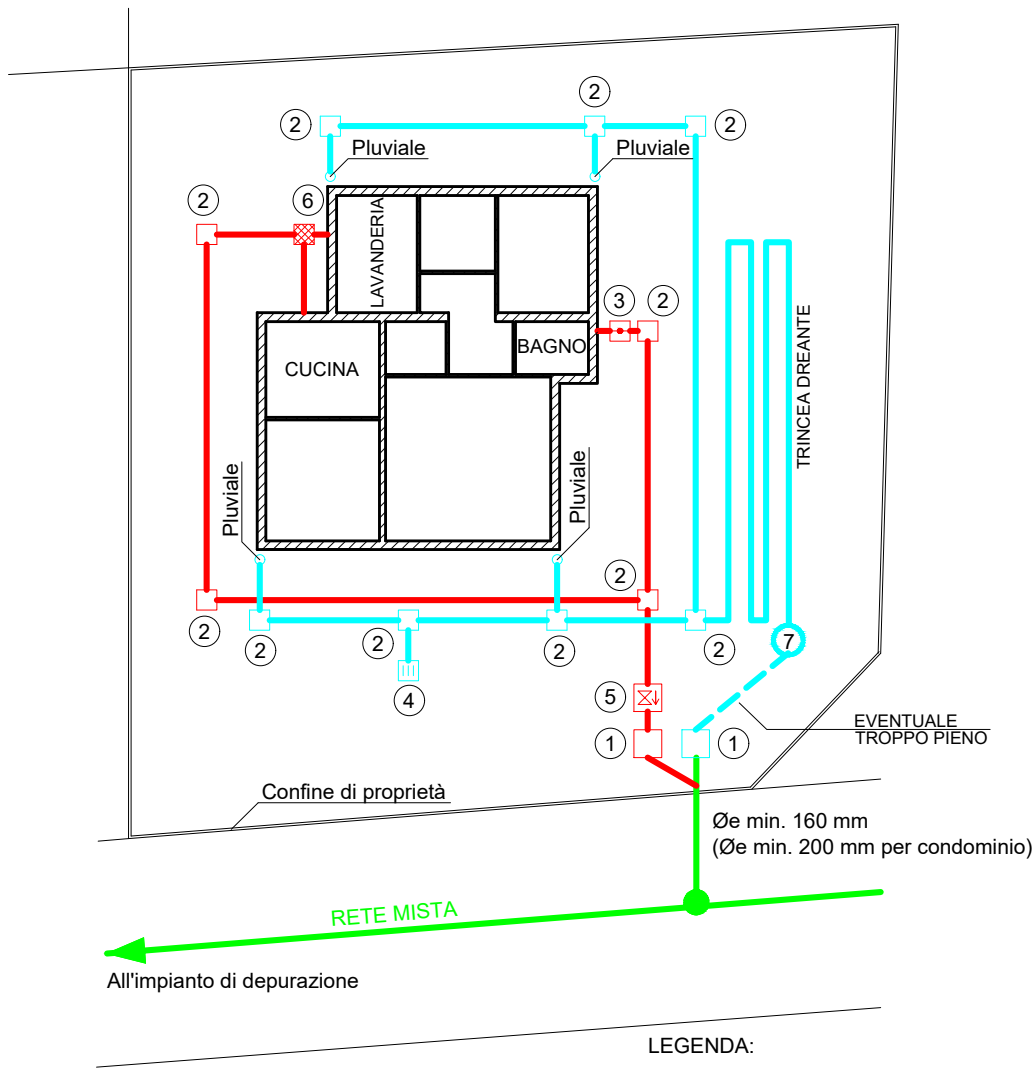 2
2
2
Pluviale
Pluviale
2
6
LAVANDERIA
3
2
BAGNO
CUCINA
TRINCEA DREANTE
Pluviale
Pluviale
2
2
2
2
2
2
7
4
5
EVENTUALE
TROPPO PIENO
1
1
Confine di proprietà
Øe min. 160 mm
(Øe min. 200 mm per condominio)
RETE MISTA
All'impianto di depurazione
LEGENDA: